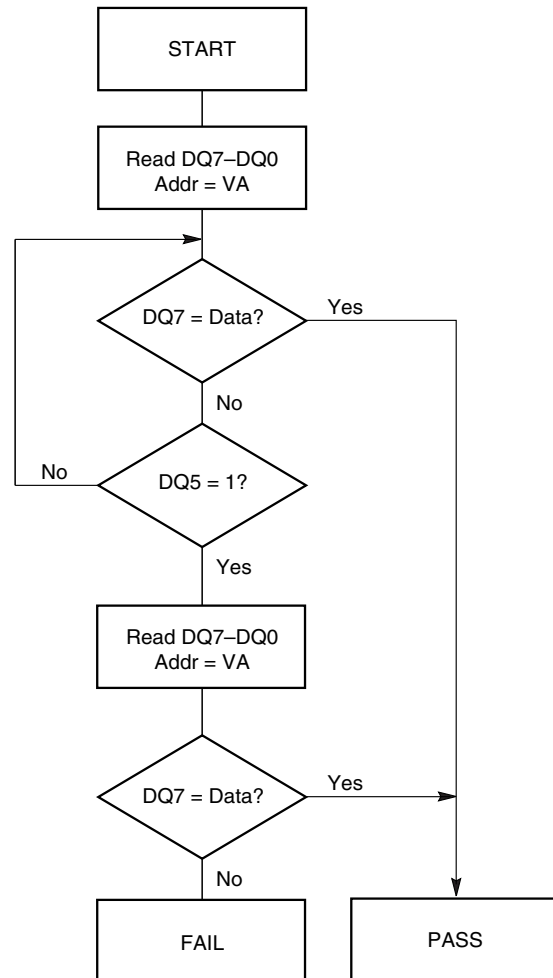 START
Read DQ7–DQ0
Addr = VA
DQ7 = Data?
Yes
No
No
DQ5 = 1?
Yes
Read DQ7–DQ0
Addr = VA
DQ7 = Data?
Yes
No
FAIL
PASS